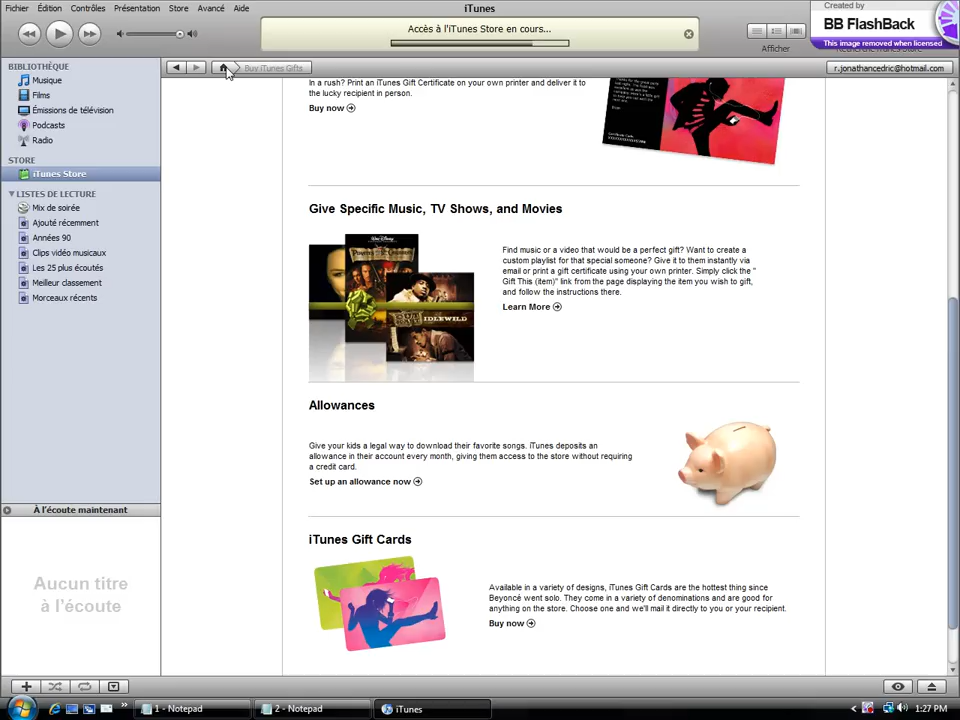 Fichier Édition Contrôles Présentation Store Avancé Aide
iTunes
Created by
BB FlashBack
This image removed when licensed
Accès à l'iTunes Store en cours...
Afficher
BIBLIOTHÈQUE
Musique
Films
Émissions de télévision
Podcasts
Radio
STORE
iTunes Store
LISTES DE LECTURE
Mix de soirée
Ajouté récemment
Années 90
Clips vidéo musicaux
Les 25 plus écoutés
Meilleur classement
Morceaux récents
À l'écoute maintenant
Aucun titre
à l'écoute
Buy iTunes Gifts
r.jonathancedric@hotmail.com
In a rush? Print an iTunes Gift Certificate on your own printer and deliver it to
the lucky recipient in person.
Buy now
Give Specific Music, TV Shows, and Movies
IDLEWILD
Find music or a video that would be a perfect gift? Want to create a
custom playlist for that special someone? Give it to them instantly via
email or print a gift certificate using your own printer. Simply click the "
Gift This (item)" link from the page displaying the item you wish to gift,
and follow the instructions there.
Learn More
Allowances
Give your kids a legal way to download their favorite songs. iTunes deposits an
allowance in their account every month, giving them access to the store without requiring
a credit card.
Set up an allowance now
iTunes Gift Cards
Available in a variety of designs, iTunes Gift Cards are the hottest thing since
Beyoncé went solo. They come in a variety of denominations and are good for
anything on the store. Choose one and we'll mail it directly to you or your recipient.
Buy now
1 - Notepad
2 - Notepad
iTunes
1:27 PM